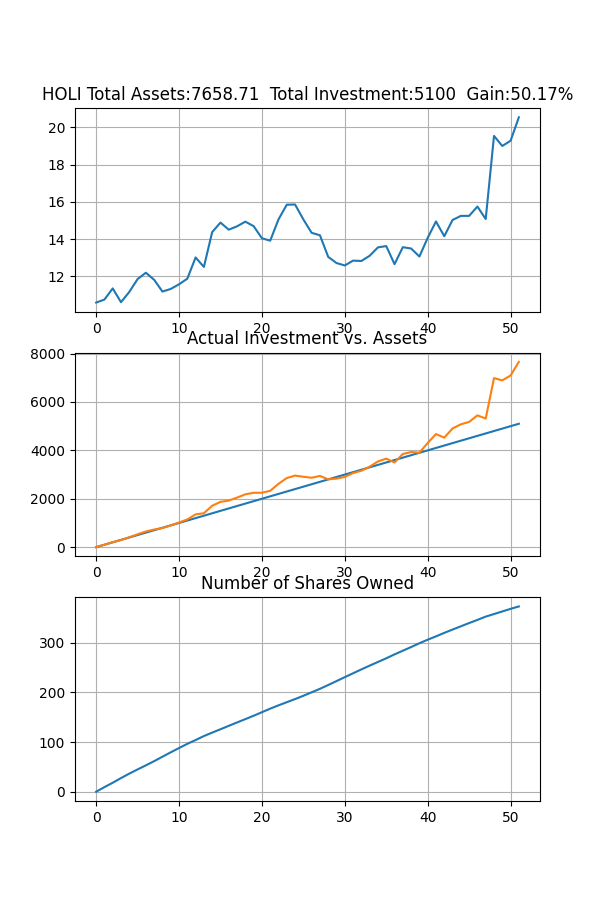 HOLI Total Assets:7658.71  Total Investment:5100  Gain:50.17%
20
18
16
14
12
0 10 20 30 40 50
Actual Investment vs. Assets
8000
6000
4000
2000
0
0 10 20 30 40 50
Number of Shares Owned
300
200
100
0
0 10 20 30 40 50